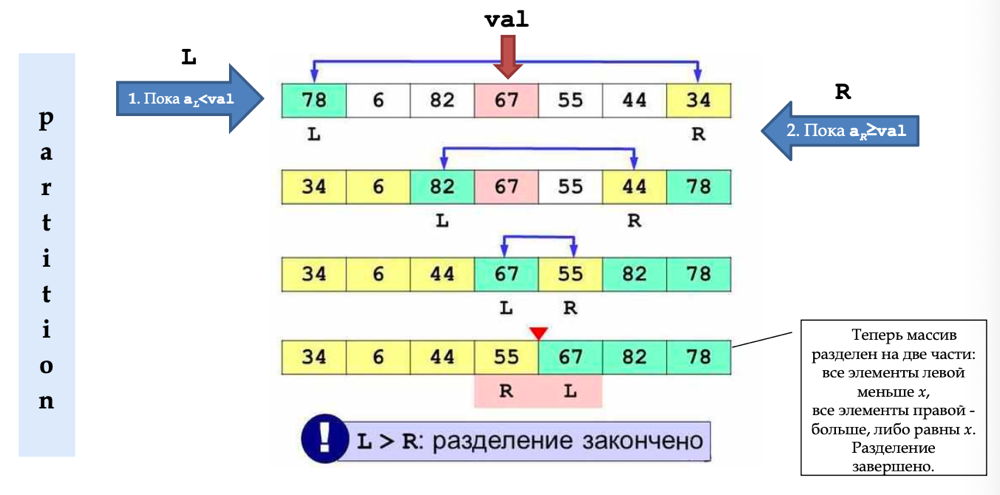 partition
val
L
R
1. Пока aL<val
2. Пока aR≥val
78 6 82 67 55 44 34
L R
34 6 82 67 55 44 78
L R
34 6 44 67 55 82 78
L R
34 6 44 55 67 82 78
R L
! L > R: разделение закончено
Теперь массив
разделен на две части:
все элементы левой
меньше x,
все элементы правой -
больше, либо равны x.
Разделение
завершено.